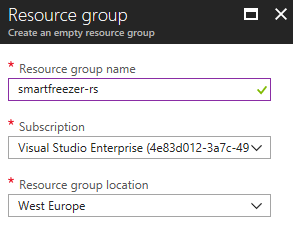 Resource group
Create an empty resource group
* Resource group name
smartfreezer-rs
* Subscription
Visual Studio Enterprise (4e83d012-3a7c-49
* Resource group location
West Europe